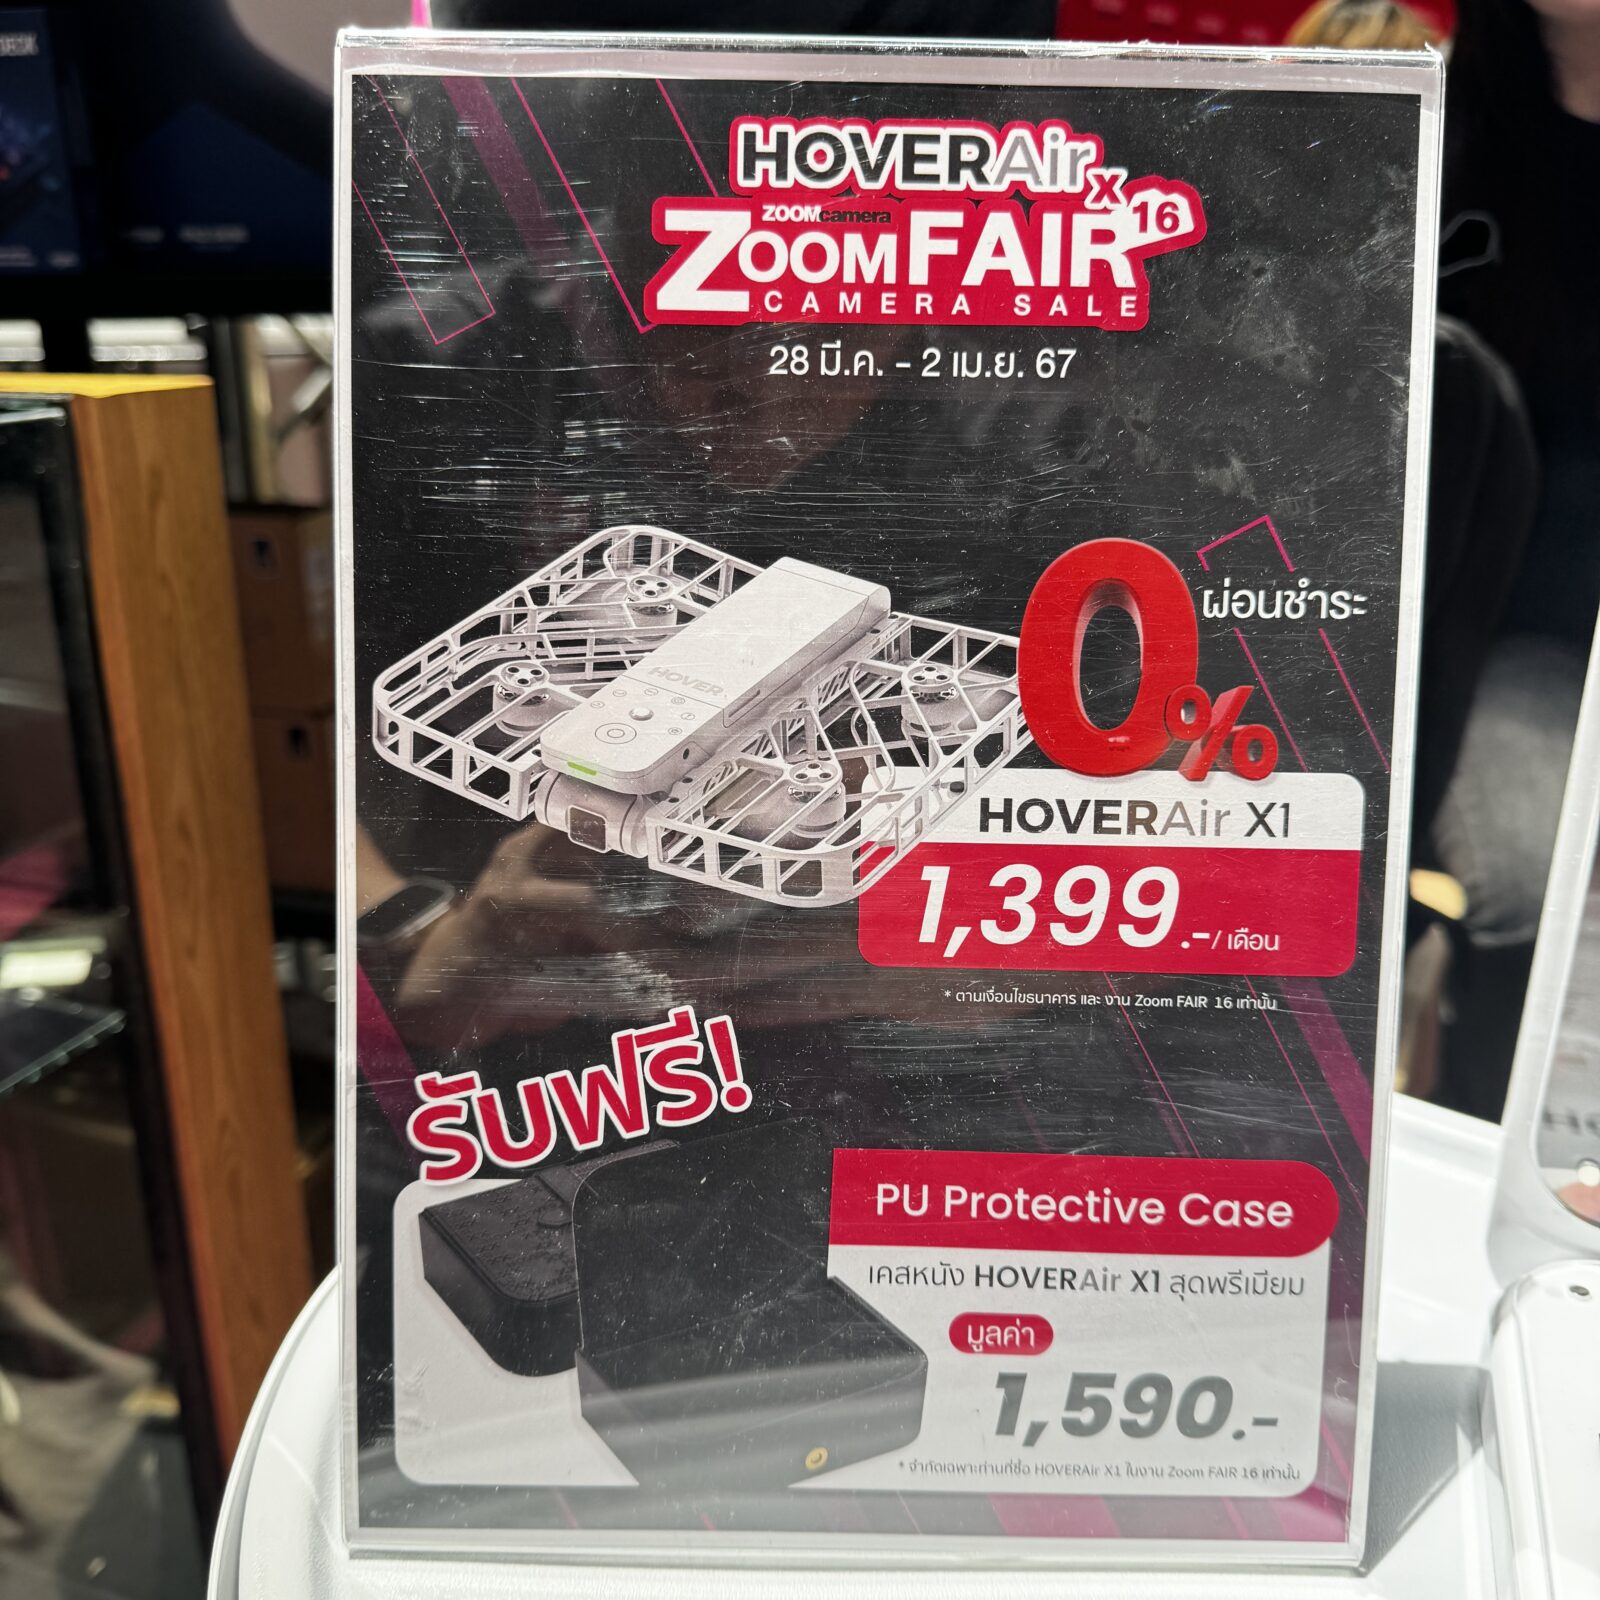 HOVERAir
x
ZOOMcamera
ZOOMFAIR 16
CAMERA SALE
28 มี.ค. - 2 เม.ย. 67
HOVER
0% ผ่อนชำระ
HOVERAir X1
1,399.-/ เดือน
* ตามเงื่อนไขธนาคาร และ งาน Zoom FAIR 16 เท่านั้น
รับฟรี!
PU Protective Case
เคสหนัง HOVERAir X1 สุดพรีเมียม
มูลค่า
1,590.-
* จำกัดเฉพาะท่านที่ซื้อ HOVERAir X1 ในงาน Zoom FAIR 16 เท่านั้น